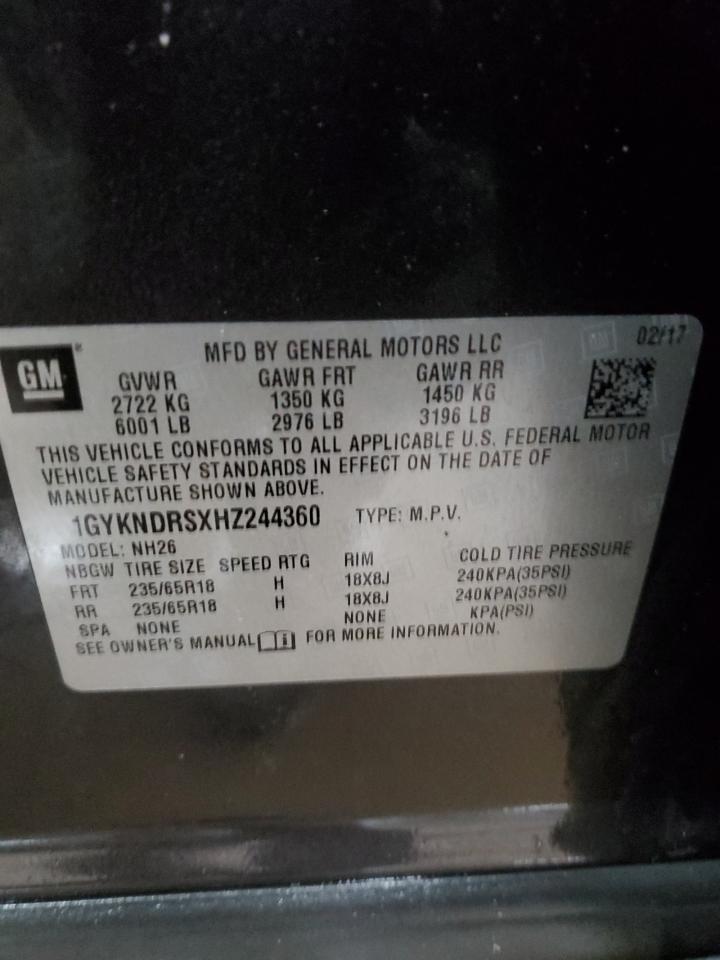 GM
02/17
MFD BY GENERAL MOTORS LLC
GVWR GAWR FRT GAWR RR
2722 KG 1350 KG 1450 KG
6001 LB 2976 LB 3196 LB
THIS VEHICLE CONFORMS TO ALL APPLICABLE U.S. FEDERAL MOTOR
VEHICLE SAFETY STANDARDS IN EFFECT ON THE DATE OF
MANUFACTURE SHOWN ABOVE.
1GYKNDRSXHZ244360 TYPE: M.P.V.
MODEL: NH26
NBGW TIRE SIZE SPEED RTG RIM COLD TIRE PRESSURE
FRT 235/65R18 H 18X8J 240KPA(35PSI)
RR 235/65R18 H 18X8J 240KPA(35PSI)
SPA NONE NONE KPA(PSI)
SEE OWNER'S MANUAL FOR MORE INFORMATION.